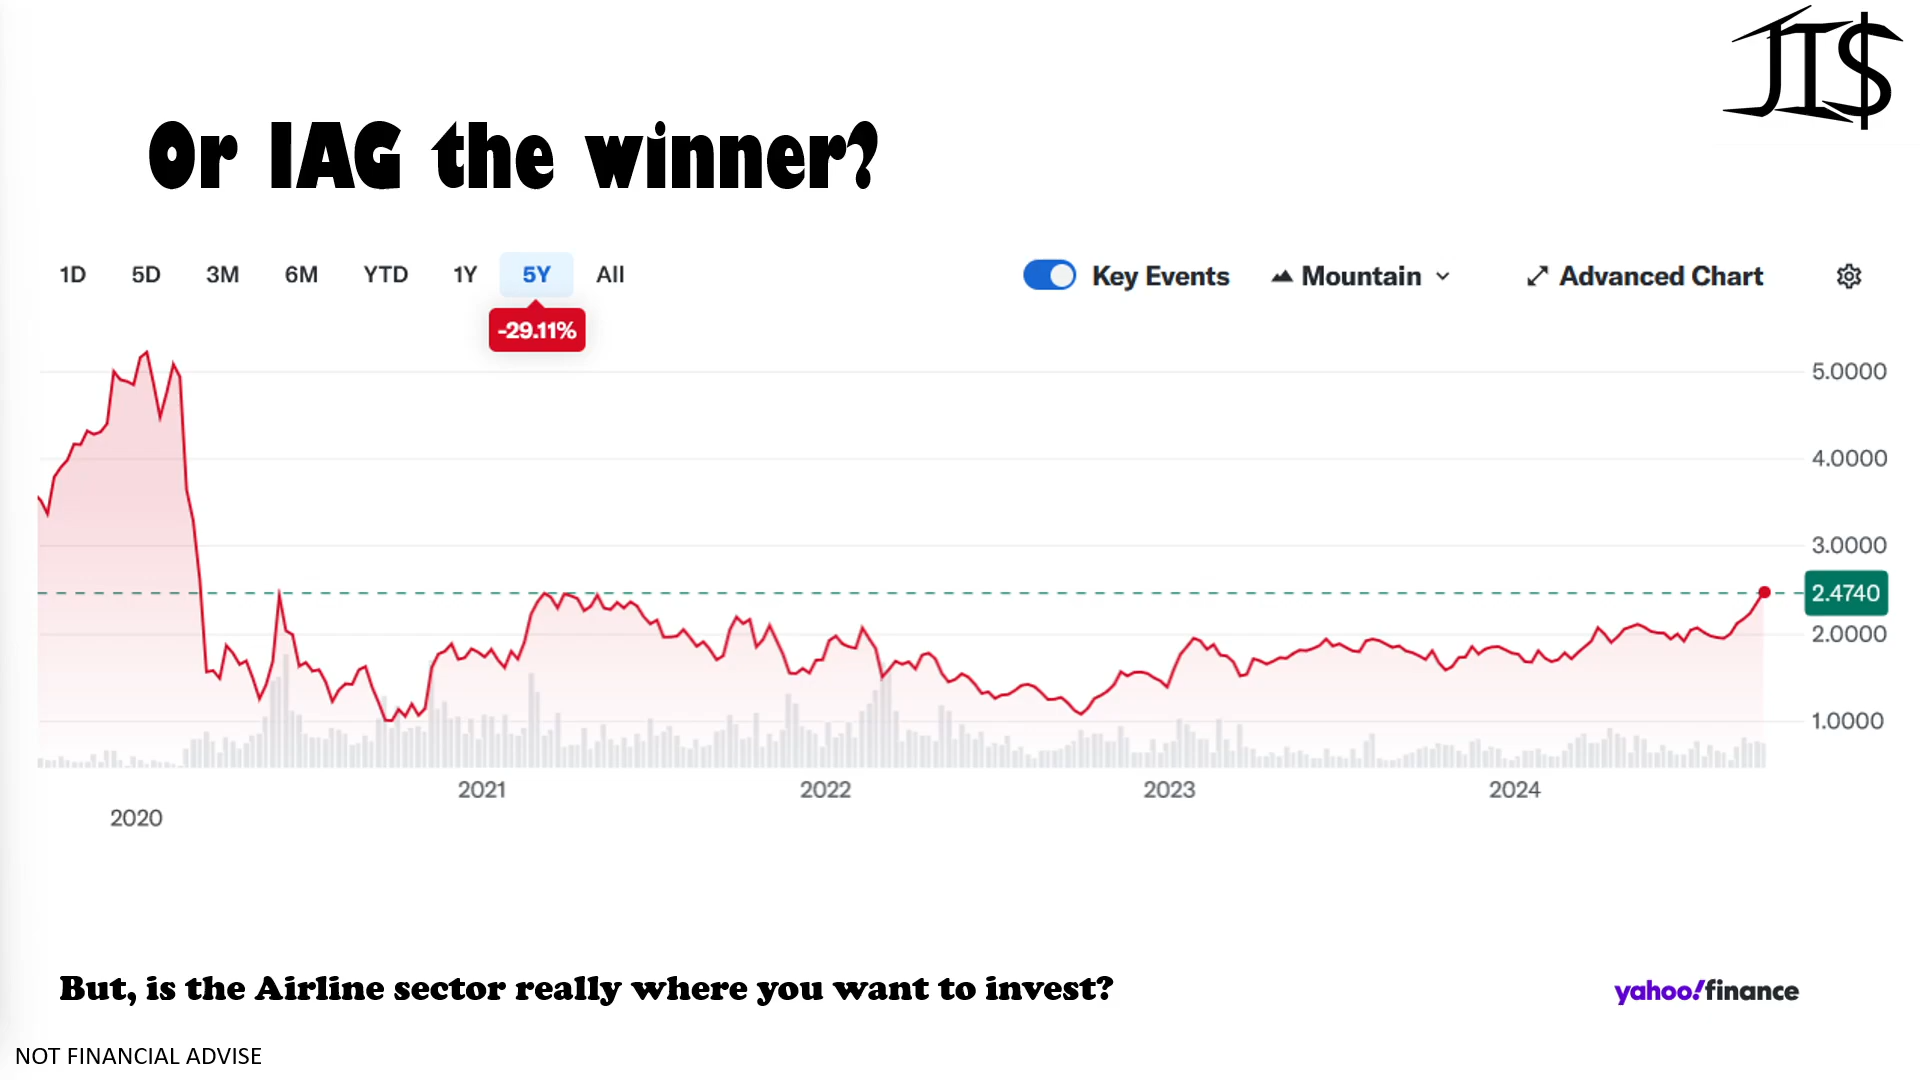 JI$
Or IAG the winner?
1D 5D 3M 6M YTD 1Y 5Y All
Key Events Mountain Advanced Chart
-29.11%
5.0000
4.0000
3.0000
2.4740
2.0000
1.0000
2021 2022 2023 2024
2020
But, is the Airline sector really where you want to invest?
yahoo!finance
NOT FINANCIAL ADVISE